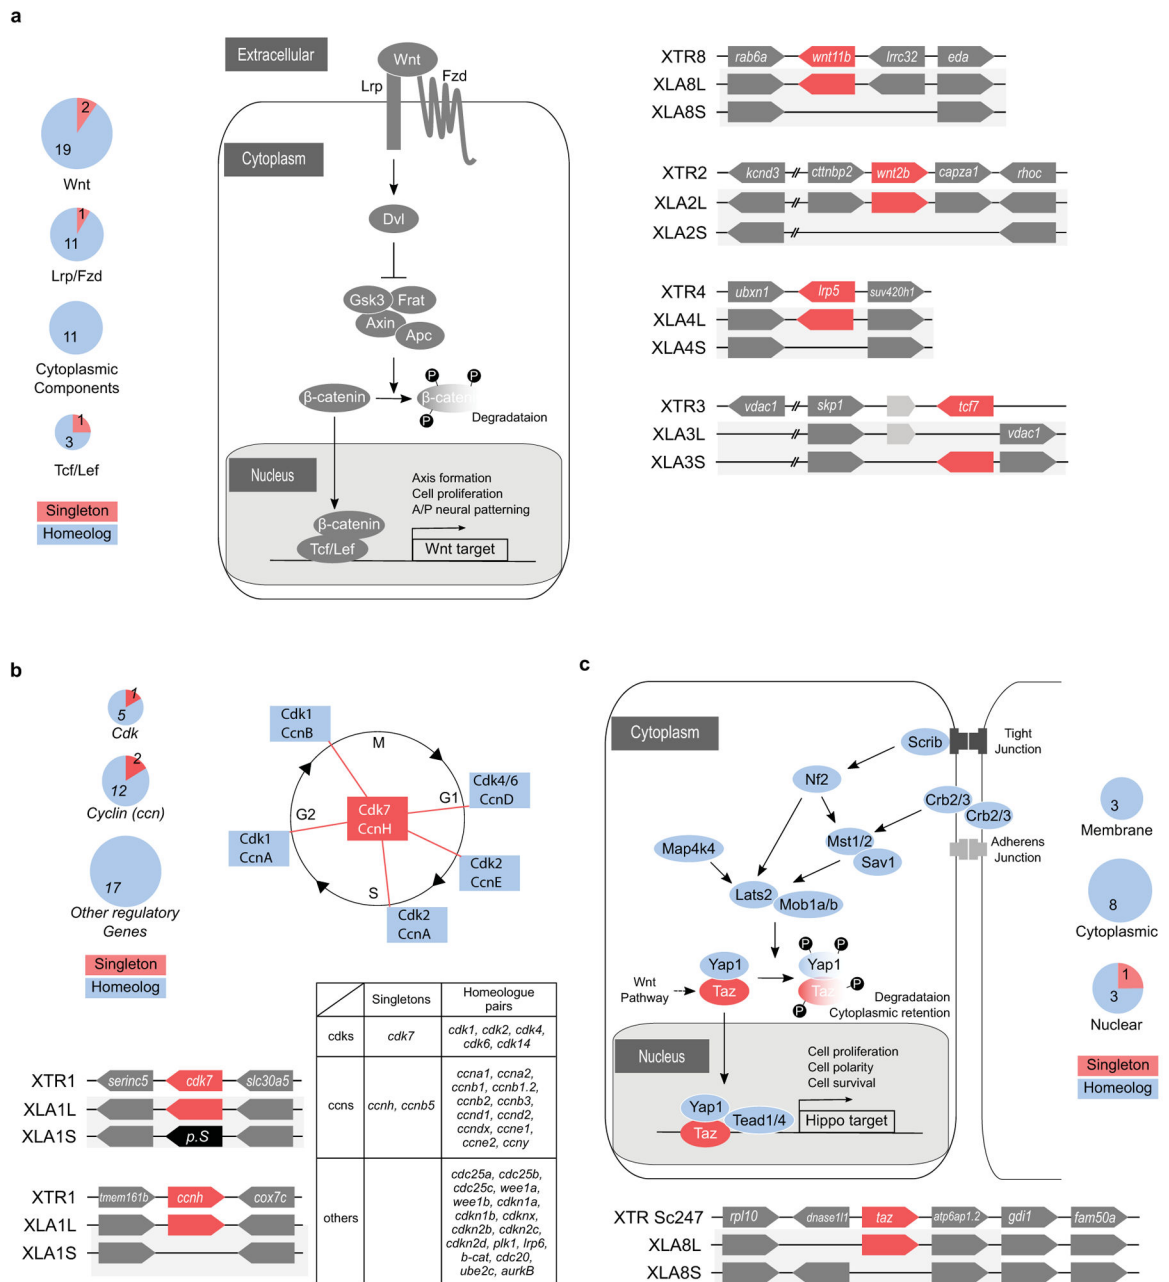 a
Extracellular
Wnt
Lrp
Fzd
Cytoplasm
Dvl
Gsk3
Frat
Axin
Apc
β-catenin
β-caten
P
P
P
Degradataion
Nucleus
Axis formation
Cell proliferation
A/P neural patterning
β-catenin
Tcf/Lef
Wnt target
2
19
Wnt
1
11
Lrp/Fzd
11
Cytoplasmic
Components
1
3
Tcf/Lef
Singleton
Homeolog
XTR8
rab6a
wnt11b
lrrc32
eda
XLA8L
XLA8S
XTR2
kcnd3
cttnbp2
wnt2b
capza1
rhoc
XLA2L
XLA2S
XTR4
ubxn1
lrp5
suv420h1
XLA4L
XLA4S
XTR3
vdac1
skp1
tcf7
XLA3L
vdac1
XLA3S
b
1
5
Cdk
2
12
Cyclin (ccn)
17
Other regulatory
Genes
Singleton
Homeolog
Cdk1
CcnB
M
Cdk4/6
CcnD
G1
G2
Cdk7
CcnH
Cdk1
CcnA
Cdk2
CcnE
S
Cdk2
CcnA
Singletons
Homeologue
pairs
cdks
cdk7
cdk1, cdk2, cdk4,
cdk6, cdk14
ccns
ccnh, ccnb5
ccna1, ccna2,
ccnb1, ccnb1.2,
ccnb2, ccnb3,
ccnd1, ccnd2,
ccndx, ccne1,
ccne2, ccny
others
cdc25a, cdc25b,
cdc25c, wee1a,
wee1b, cdkn1a,
cdkn1b, cdknx,
cdkn2b, cdkn2c,
cdkn2d, plk1, lrp6,
b-cat, cdc20,
ube2c, aurkB
XTR1
serinc5
cdk7
slc30a5
XLA1L
XLA1S
p.S
XTR1
tmem161b
ccnh
cox7c
XLA1L
XLA1S
c
Cytoplasm
Scrib
Tight
Junction
Nf2
Crb2/3
Crb2/3
Adherens
Junction
Map4k4
Mst1/2
Sav1
Lats2
Mob1a/b
Yap1
Taz
Wnt
Pathway
P
P
Yap1
Taz
P
P
Degradataion
Cytoplasmic retention
Nucleus
Cell proliferation
Cell polarity
Cell survival
Yap1
Taz
Tead1/4
Hippo target
3
Membrane
8
Cytoplasmic
1
3
Nuclear
Singleton
Homeolog
XTR Sc247
rpl10
dnase1l1
taz
atp6ap1.2
gdi1
fam50a
XLA8L
XLA8S